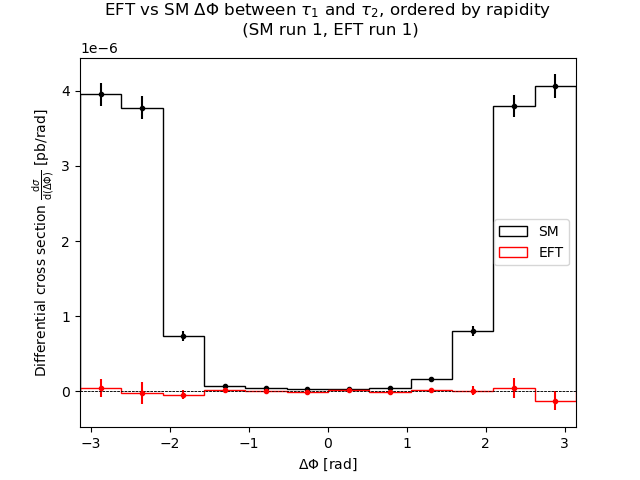 EFT vs SM ΔΦ between τ₁ and τ₂, ordered by rapidity
(SM run 1, EFT run 1)
1e−6
4
3
2
1
0
Differential cross section dσ/d(ΔΦ) [pb/rad]
SM
EFT
−3 −2 −1 0 1 2 3
ΔΦ [rad]